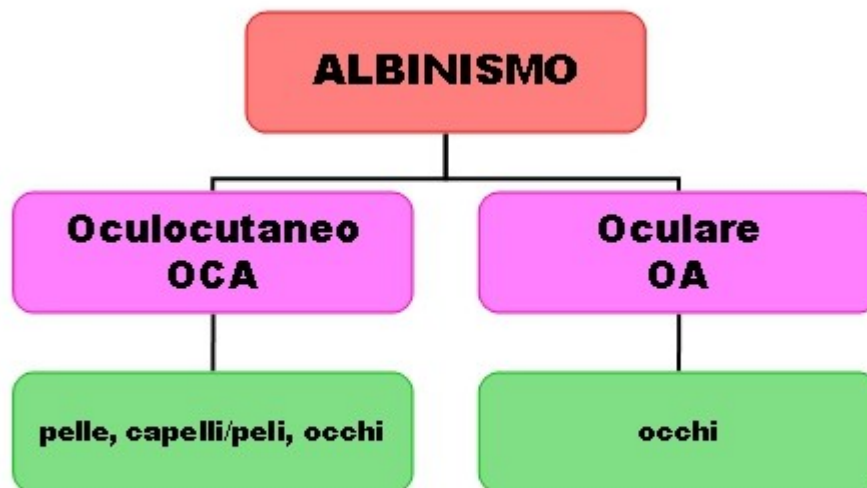 ALBINISMO
Oculocutaneo
OCA
Oculare
OA
pelle, capelli/peli, occhi
occhi